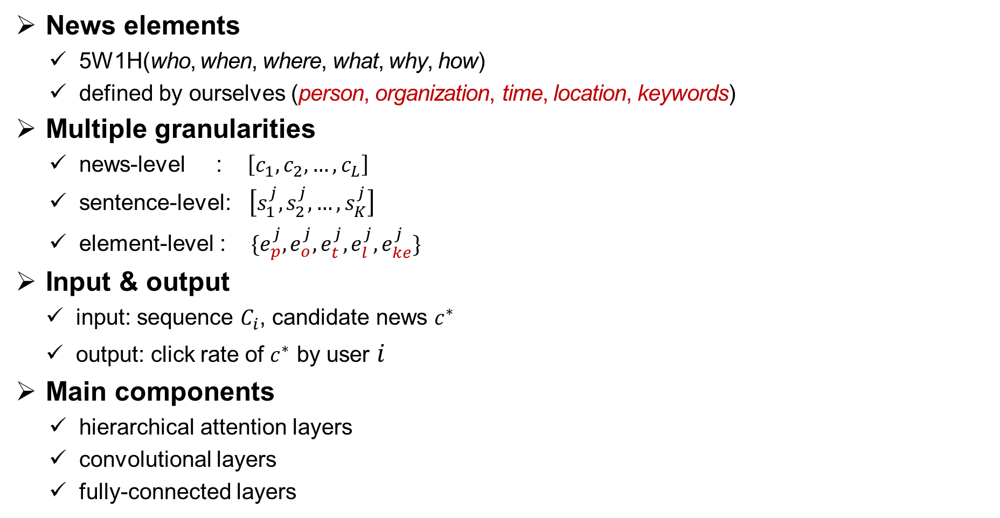 ➢ News elements
✓ 5W1H(who, when, where, what, why, how)
✓ defined by ourselves (person, organization, time, location, keywords)
➢ Multiple granularities
✓ news-level : [c_1, c_2, … , c_L]
✓ sentence-level: [s_1^j, s_2^j, … , s_K^j]
✓ element-level : {e_p^j, e_o^j, e_t^j, e_l^j, e_{ke}^j}
➢ Input & output
✓ input: sequence C_i, candidate news c^*
✓ output: click rate of c^* by user i
➢ Main components
✓ hierarchical attention layers
✓ convolutional layers
✓ fully-connected layers